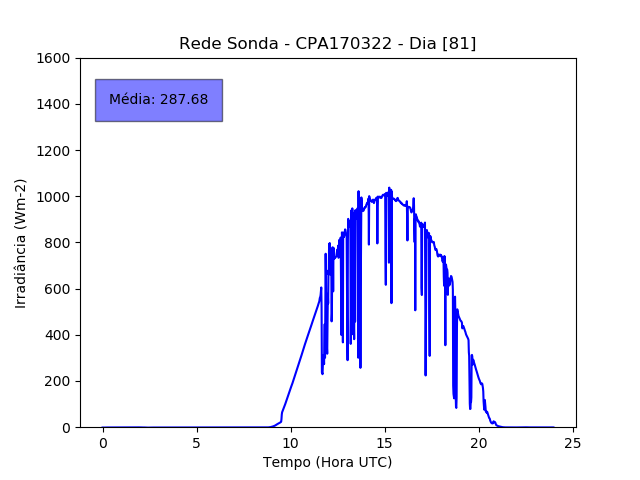 Rede Sonda - CPA170322 - Dia [81]
1600
1400
1200
1000
800
600
400
200
0
Média: 287.68
Irradiância (Wm-2)
0 5 10 15 20 25
Tempo (Hora UTC)